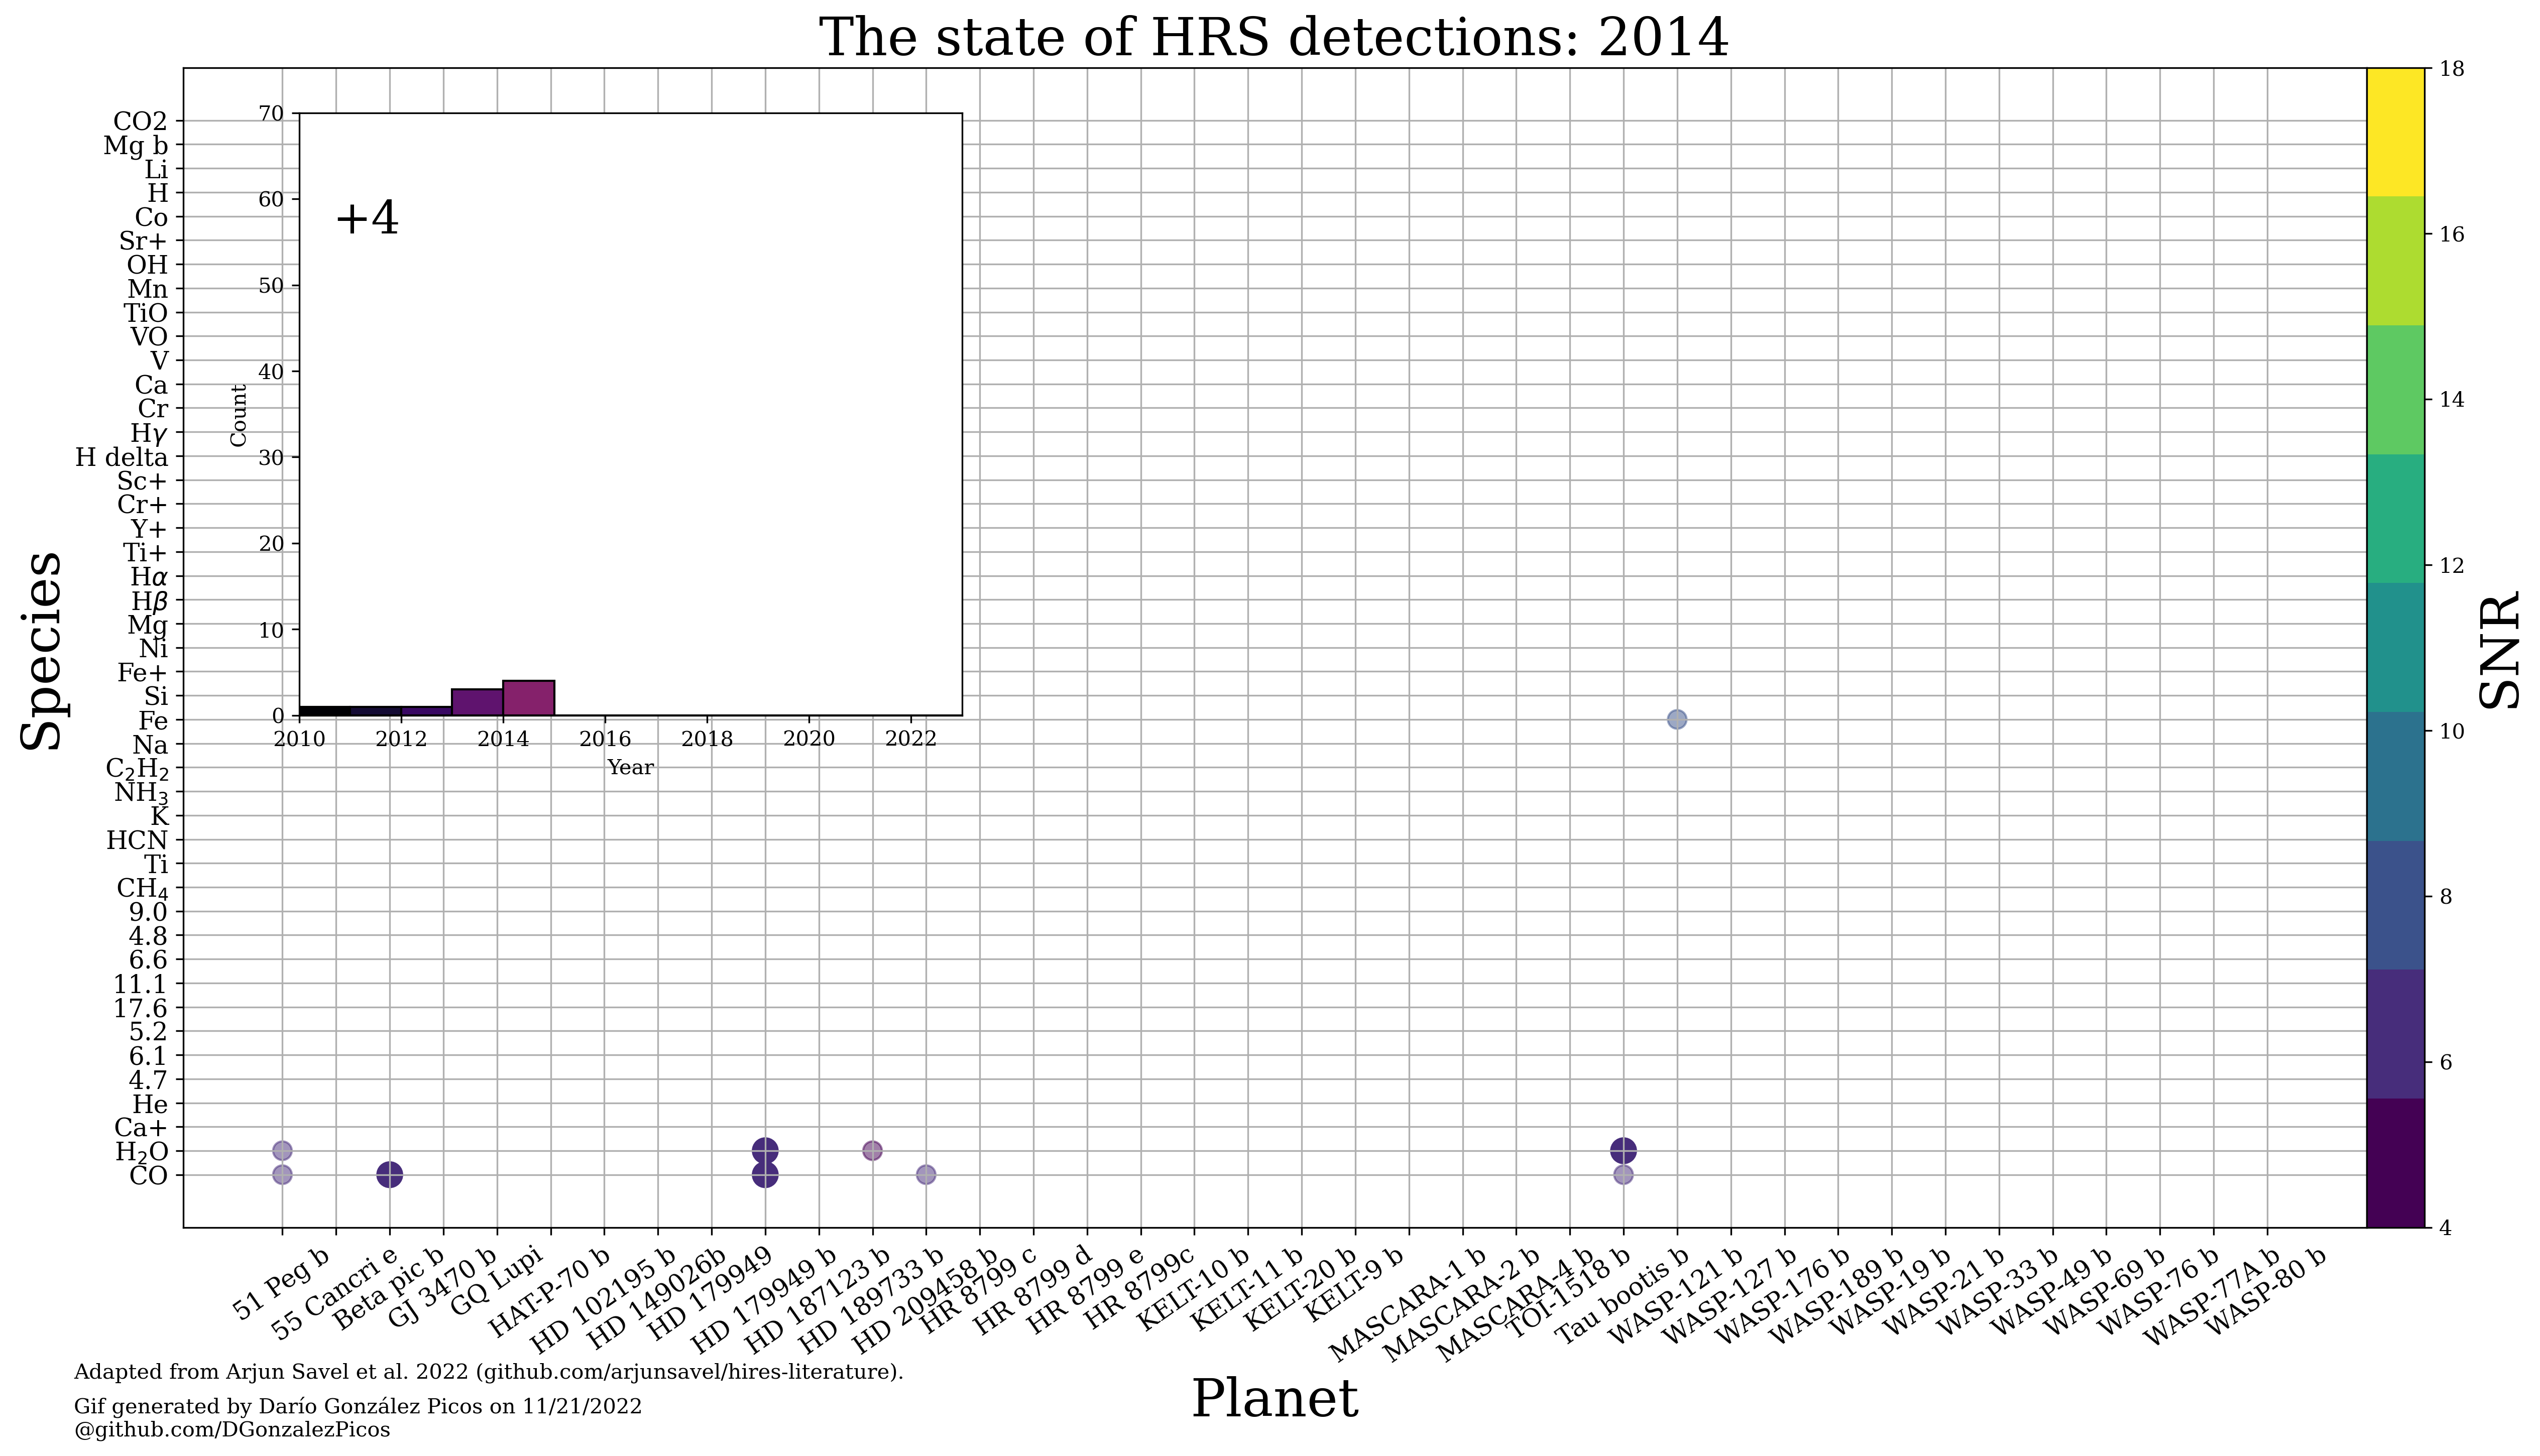 The state of HRS detections: 2014
Species
CO2
Mg b
Li
H
Co
Sr+
OH
Mn
TiO
VO
V
Ca
Cr
Hγ
H delta
Sc+
Cr+
Y+
Ti+
Hα
Hβ
Mg
Ni
Fe+
Si
Fe
Na
C₂H₂
NH₃
K
HCN
Ti
CH₄
9.0
4.8
6.6
11.1
17.6
5.2
6.1
4.7
He
Ca+
H₂O
CO
Count
70
60
50
40
30
20
10
0
+4
2010 2012 2014 2016 2018 2020 2022
Year
18
16
14
12
10
8
6
4
SNR
51 Peg b
55 Cancri e
Beta pic b
GJ 3470 b
GQ Lupi
HAT-P-70 b
HD 102195 b
HD 149026b
HD 179949
HD 179949 b
HD 187123 b
HD 189733 b
HD 209458 b
HR 8799 c
HR 8799 d
HR 8799 e
HR 8799c
KELT-10 b
KELT-11 b
KELT-20 b
KELT-9 b
MASCARA-1 b
MASCARA-2 b
MASCARA-4 b
TOI-1518 b
Tau bootis b
WASP-121 b
WASP-127 b
WASP-176 b
WASP-189 b
WASP-19 b
WASP-21 b
WASP-33 b
WASP-49 b
WASP-69 b
WASP-76 b
WASP-77A b
WASP-80 b
Planet
Adapted from Arjun Savel et al. 2022 (github.com/arjunsavel/hires-literature).
Gif generated by Darío González Picos on 11/21/2022
@github.com/DGonzalezPicos